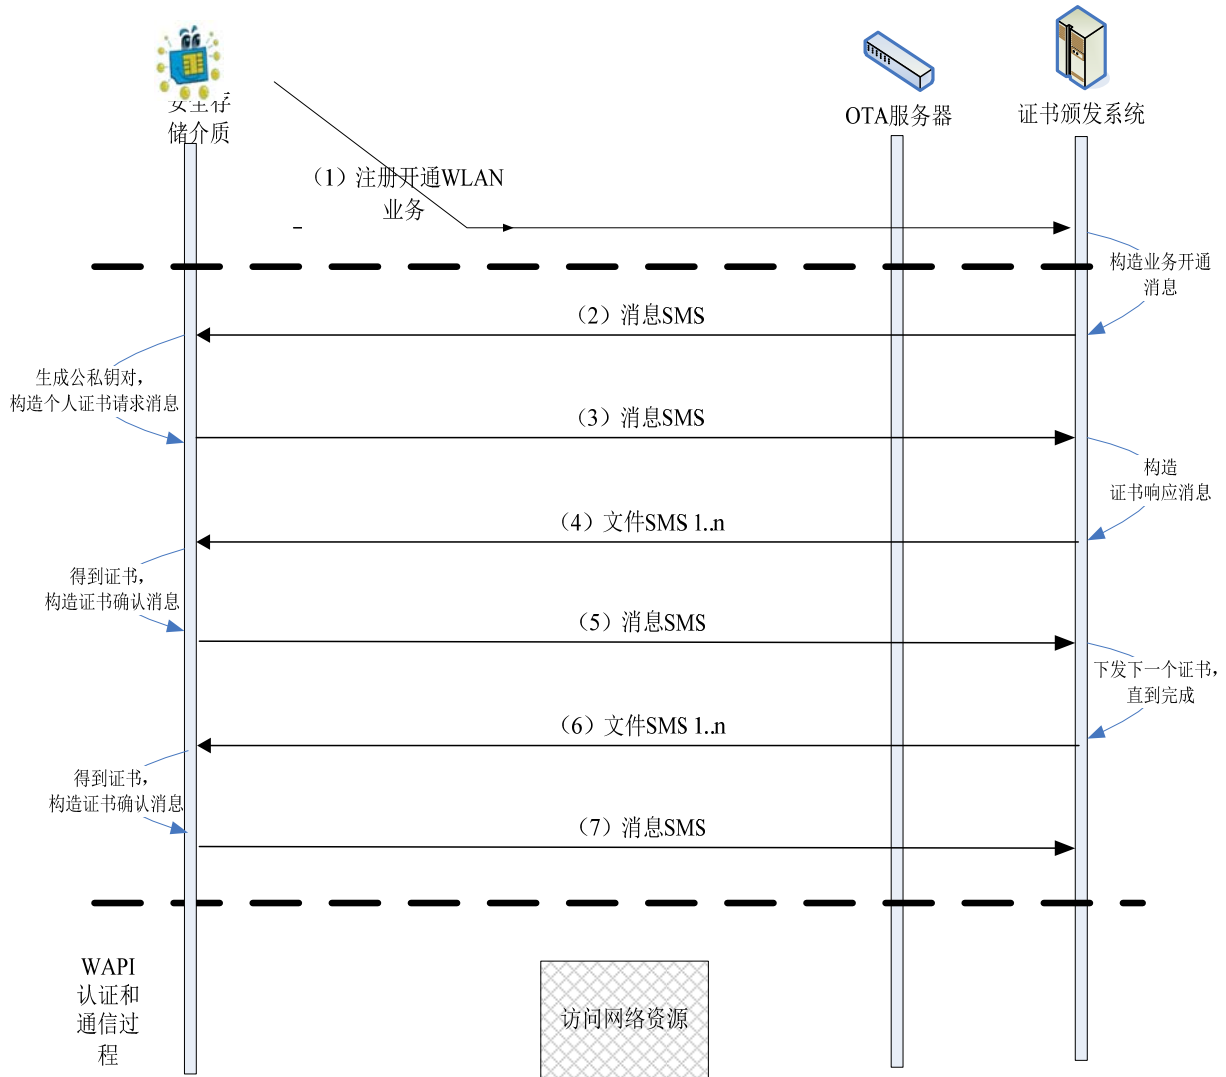 安全存
储介质
OTA服务器
证书颁发系统
（1）注册开通WLAN
业务
构造业务开通
消息
（2）消息SMS
生成公私钥对，
构造个人证书请求消息
（3）消息SMS
构造
证书响应消息
（4）文件SMS 1..n
得到证书，
构造证书确认消息
（5）消息SMS
下发下一个证书，
直到完成
（6）文件SMS 1..n
得到证书，
构造证书确认消息
（7）消息SMS
WAPI
认证和
通信过
程
访问网络资源